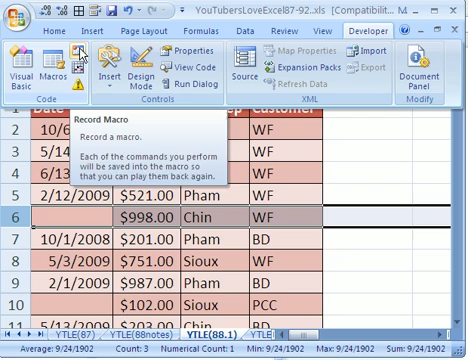 YouTubersLoveExcel87-92.xls [Compatibilit...
Home Insert Page Layout Formulas Data Review View Developer
Visual Basic
Macros
Insert
Design Mode
Properties
View Code
Run Dialog
Source
Map Properties
Expansion Packs
Refresh Data
Import
Export
Document Panel
Code Controls XML Modify
Record Macro
Record a macro.
Each of the commands you perform
will be saved into the macro so
that you can play them back again.
1 Customer
2 10/6 WF
3 5/14 WF
4 6/13 WF
5 2/12/2009 $521.00 Pham WF
6 $998.00 Chin WF
7 10/1/2008 $201.00 Pham BD
8 5/3/2009 $751.00 Sioux WF
9 2/1/2009 $987.00 Pham BD
10 $102.00 Sioux PCC
11 5/13/2009 $203.00 Chin BD
YTLE(87) YTLE(88notes) YTLE(88.1) YTLE
Average: 9/24/1902 Count: 3 Numerical Count: 1 Min: 9/24/1902 Max: 9/24/1902 Sum: 9/24/1902